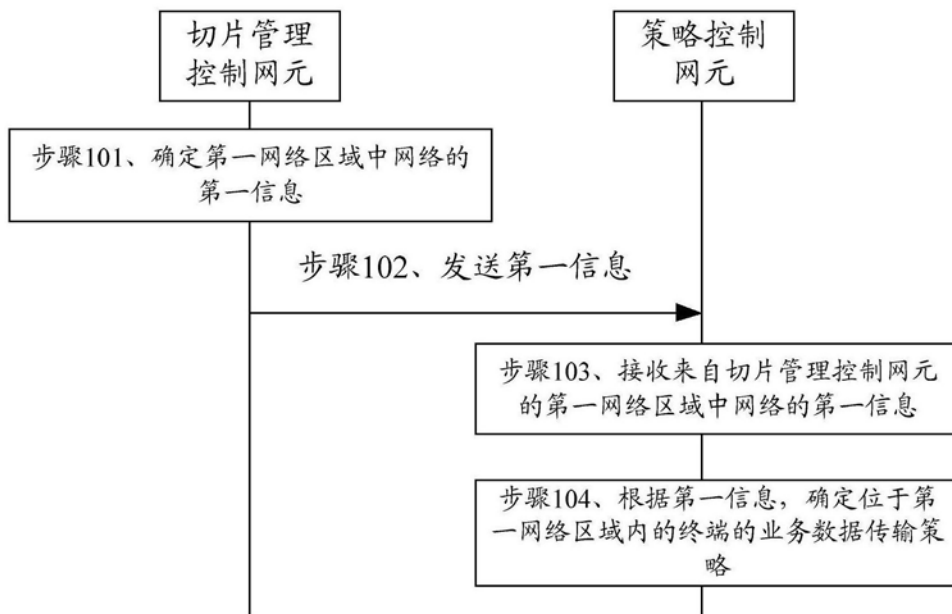 切片管理
控制网元
策略控制
网元
步骤101、确定第一网络区域中网络的
第一信息
步骤102、发送第一信息
步骤103、接收来自切片管理控制网元
的第一网络区域中网络的第一信息
步骤104、根据第一信息，确定位于第
一网络区域内的终端的业务数据传输策
略